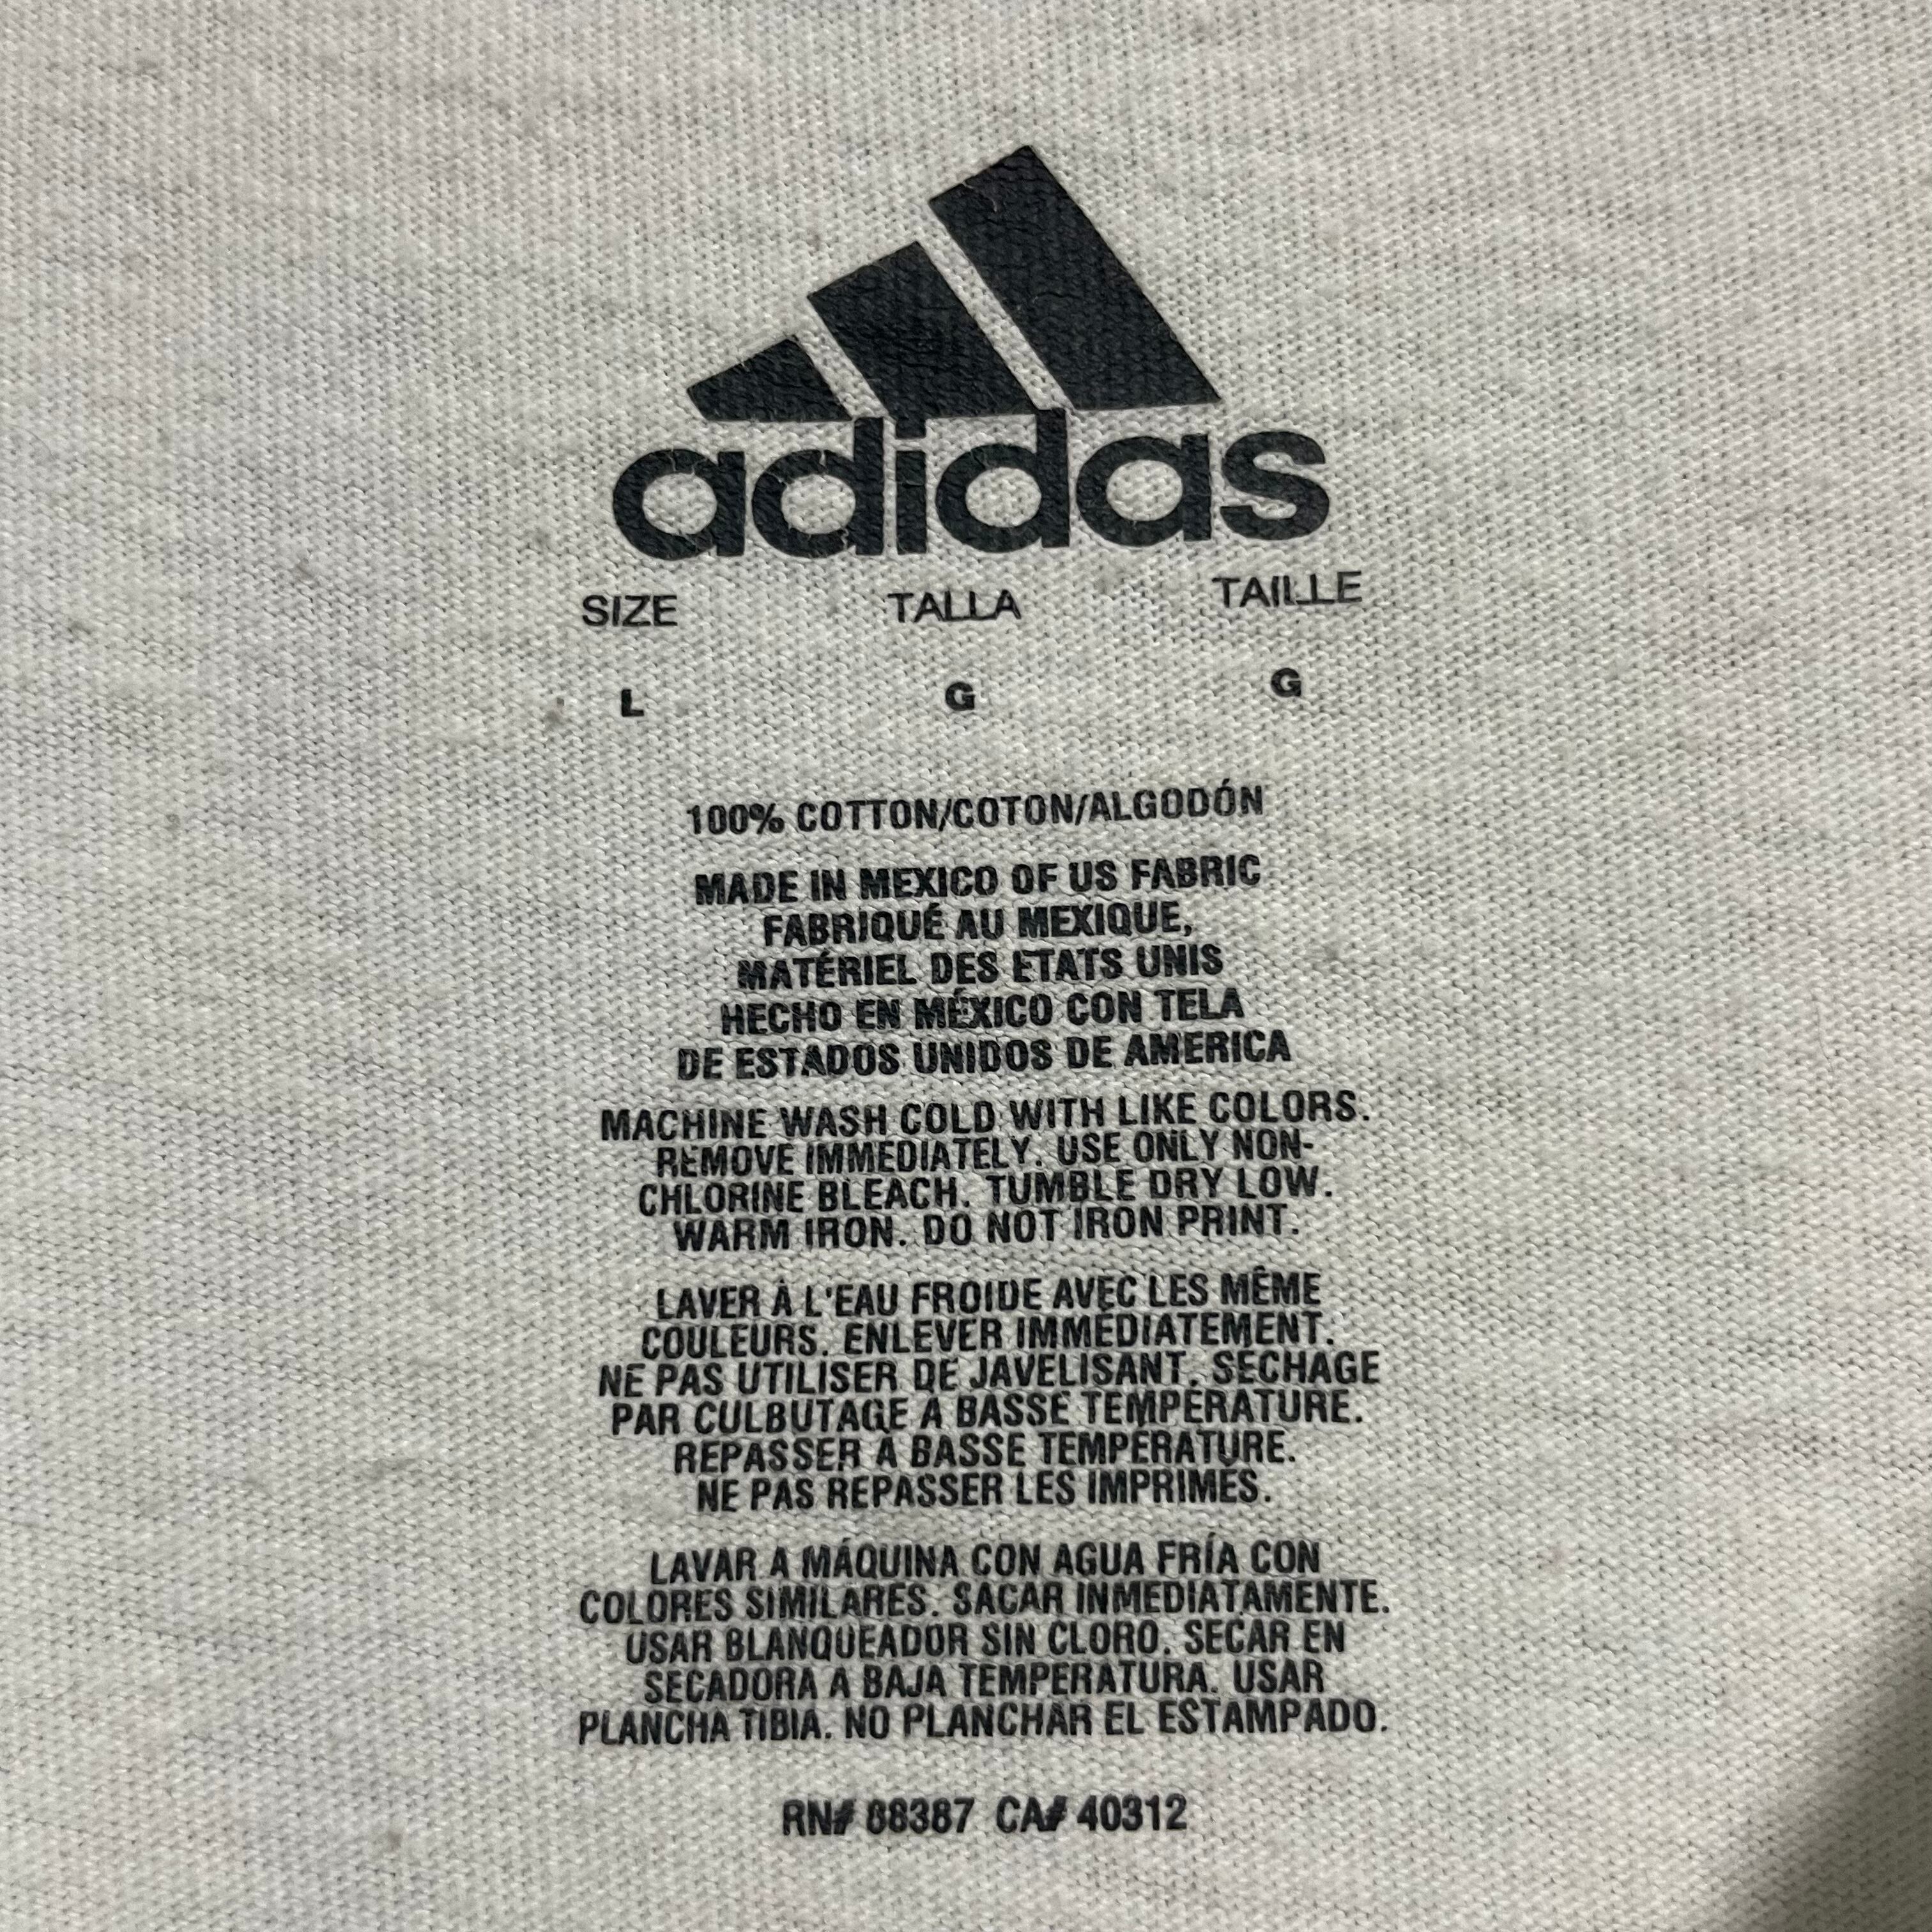 adidas
SIZE TALLA TAILLE
L G G
100% COTTON/COTON/ALGODÓN
MADE IN MEXICO OF US FABRIC
FABRIQUÉ AU MEXIQUE,
MATÉRIEL DES ETATS UNIS
HECHO EN MÉXICO CON TELA
DE ESTADOS UNIDOS DE AMERICA
MACHINE WASH COLD WITH LIKE COLORS.
REMOVE IMMEDIATELY. USE ONLY NON-
CHLORINE BLEACH. TUMBLE DRY LOW.
WARM IRON. DO NOT IRON PRINT.
LAVER À L'EAU FROIDE AVEC LES MÊME
COULEURS. ENLEVER IMMÉDIATEMENT.
NE PAS UTILISER DE JAVELISANT. SECHAGE
PAR CULBUTAGE À BASSE TEMPÉRATURE.
REPASSER À BASSE TEMPÉRATURE.
NE PAS REPASSER LES IMPRIMÉS.
LAVAR A MÁQUINA CON AGUA FRÍA CON
COLORES SIMILARES. SACAR INMEDIATAMENTE.
USAR BLANQUEADOR SIN CLORO. SECAR EN
SECADORA A BAJA TEMPERATURA. USAR
PLANCHA TIBIA. NO PLANCHAR EL ESTAMPADO.
RN# 88387 CA# 40312